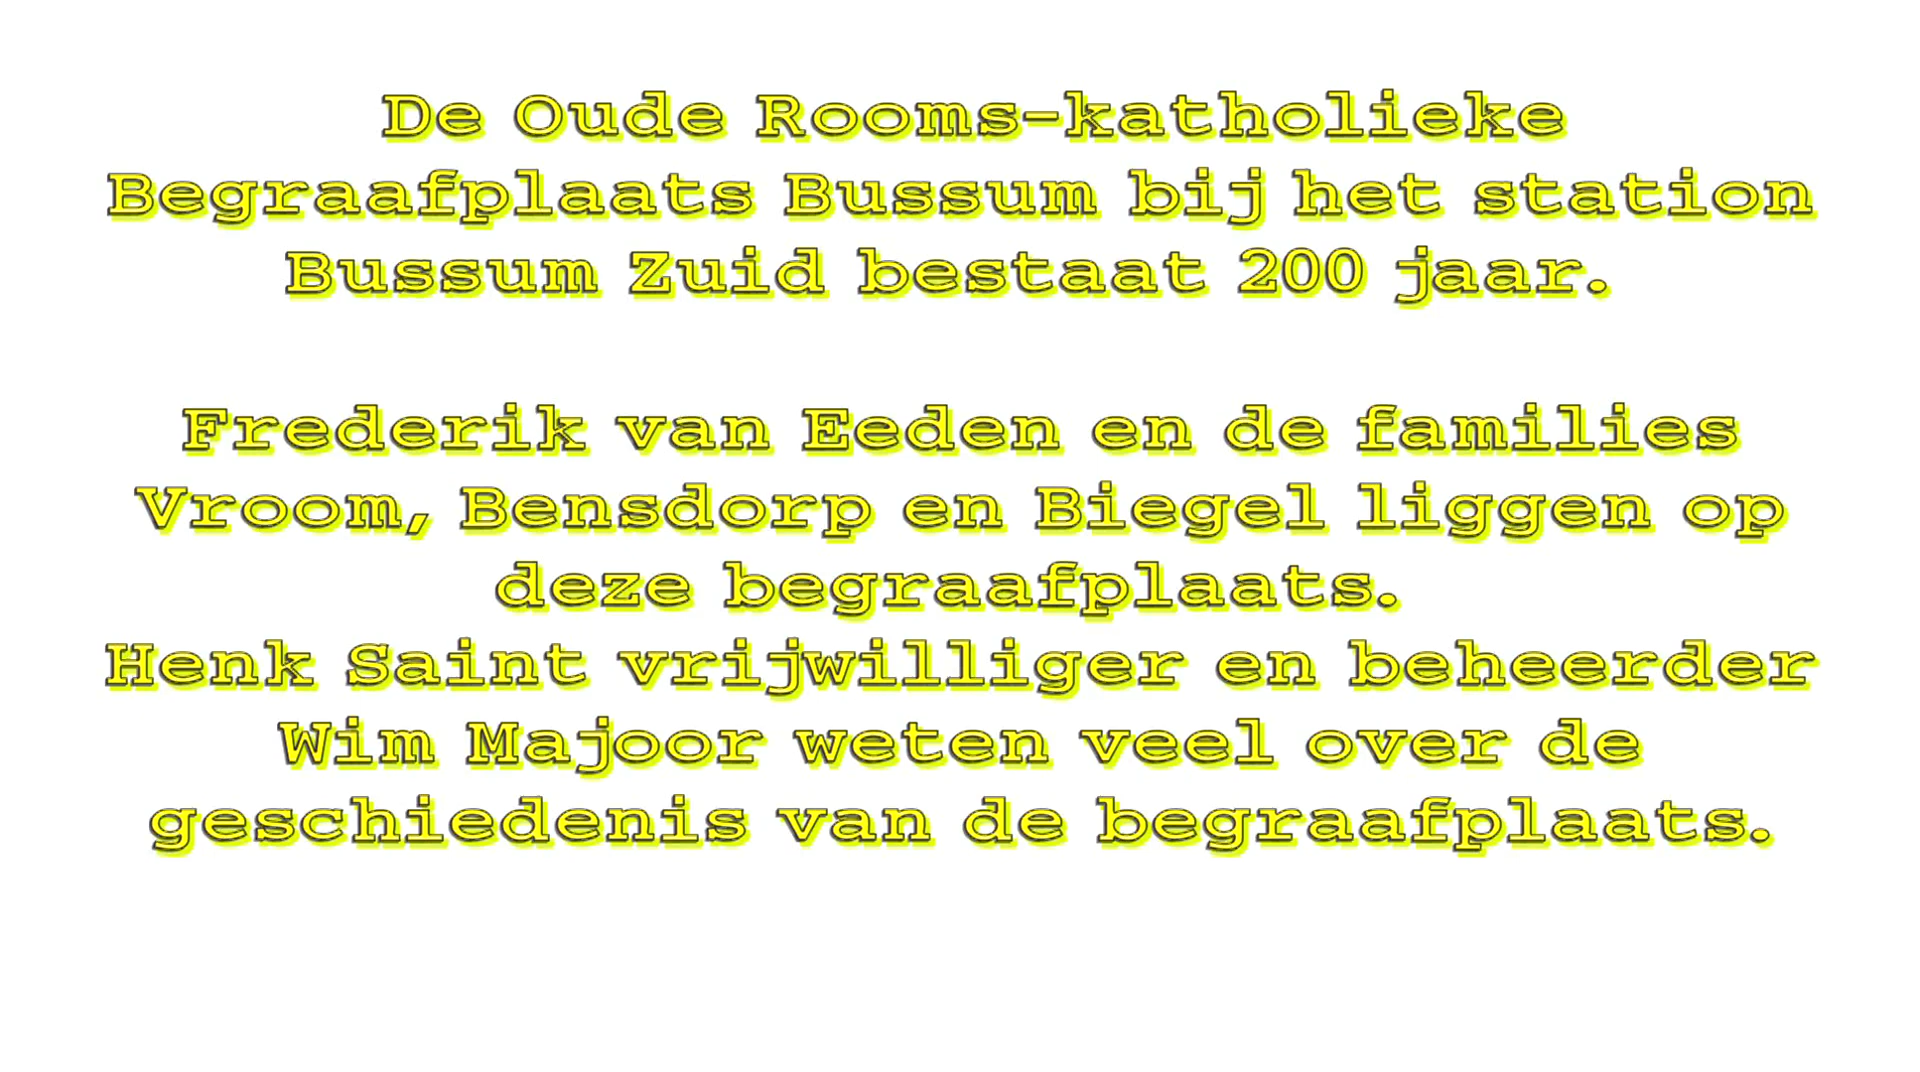 De Oude Rooms-katholieke
Begraafplaats Bussum bij het station
Bussum Zuid bestaat 200 jaar.
Frederik van Eeden en de families
Vroom, Bensdorp en Biegel liggen op
deze begraafplaats.
Henk Saint vrijwilliger en beheerder
Wim Majoor weten veel over de
geschiedenis van de begraafplaats.